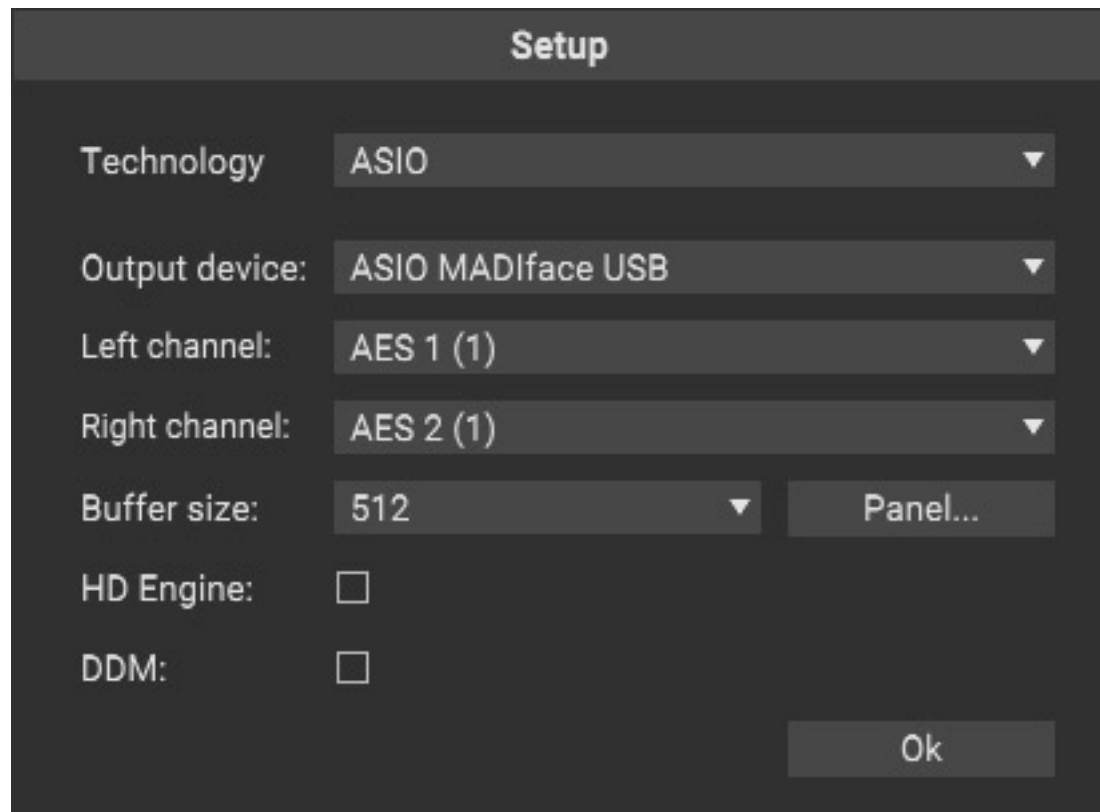 Setup
Technology ASIO
Output device: ASIO MADIface USB
Left channel: AES 1 (1)
Right channel: AES 2 (1)
Buffer size: 512 Panel...
HD Engine:
DDM:
Ok